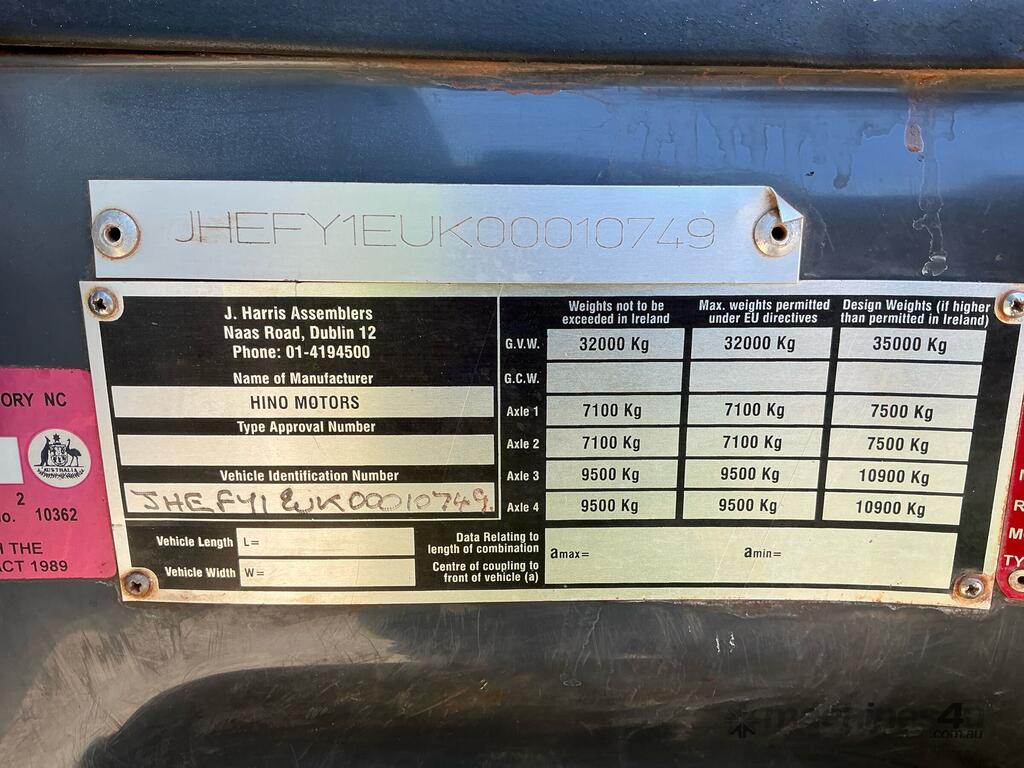 JHEFY1EUK00010749
J. Harris Assemblers
Naas Road, Dublin 12
Phone: 01-4194500
Name of Manufacturer
HINO MOTORS
Type Approval Number
Vehicle Identification Number
JHEFY1EUK00010749
Vehicle Length L=
Vehicle Width W=
Weights not to be exceeded in Ireland
Max. weights permitted under EU directives
Design Weights (if higher than permitted in Ireland)
G.V.W. 32000 Kg 32000 Kg 35000 Kg
G.C.W.
Axle 1 7100 Kg 7100 Kg 7500 Kg
Axle 2 7100 Kg 7100 Kg 7500 Kg
Axle 3 9500 Kg 9500 Kg 10900 Kg
Axle 4 9500 Kg 9500 Kg 10900 Kg
Data Relating to
length of combination
Centre of coupling to
front of vehicle (a)
amax= amin=
ORY NC
AUSTRALIA
2
o. 10362
THE
ACT 1989
machines4u
.com.au